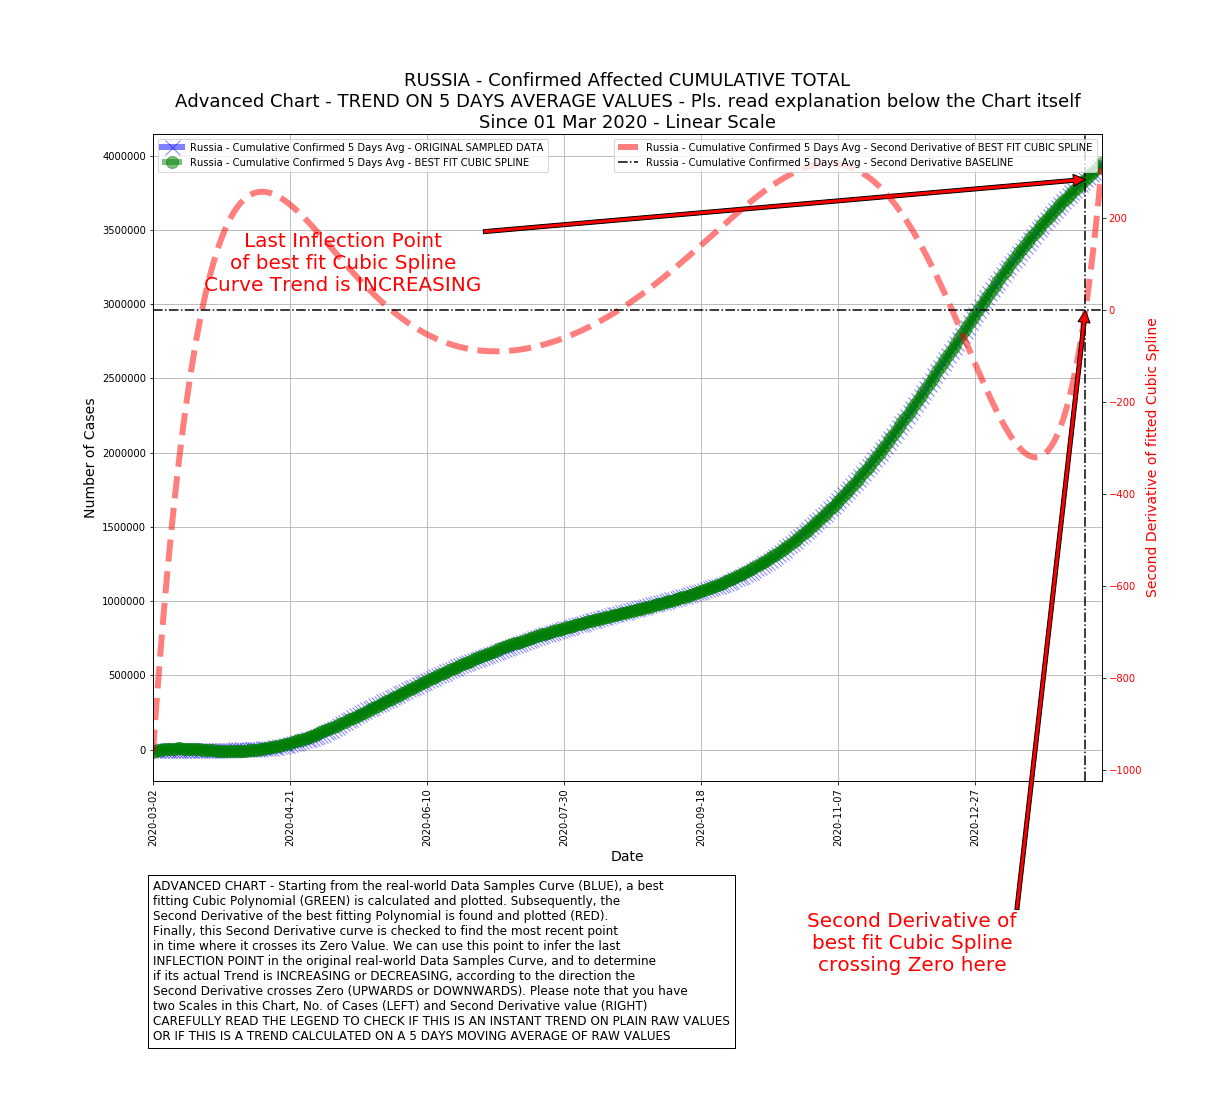 RUSSIA - Confirmed Affected CUMULATIVE TOTAL
Advanced Chart - TREND ON 5 DAYS AVERAGE VALUES - Pls. read explanation below the Chart itself
Since 01 Mar 2020 - Linear Scale
Russia - Cumulative Confirmed 5 Days Avg - ORIGINAL SAMPLED DATA
Russia - Cumulative Confirmed 5 Days Avg - BEST FIT CUBIC SPLINE
Russia - Cumulative Confirmed 5 Days Avg - Second Derivative of BEST FIT CUBIC SPLINE
Russia - Cumulative Confirmed 5 Days Avg - Second Derivative BASELINE
Last Inflection Point
of best fit Cubic Spline
Curve Trend is INCREASING
Number of Cases
4000000
3500000
3000000
2500000
2000000
1500000
1000000
500000
0
200
0
−200
−400
−600
−800
−1000
Second Derivative of fitted Cubic Spline
2020-03-02
2020-04-21
2020-06-10
2020-07-30
2020-09-18
2020-11-07
2020-12-27
Date
ADVANCED CHART - Starting from the real-world Data Samples Curve (BLUE), a best
fitting Cubic Polynomial (GREEN) is calculated and plotted. Subsequently, the
Second Derivative of the best fitting Polynomial is found and plotted (RED).
Finally, this Second Derivative curve is checked to find the most recent point
in time where it crosses its Zero Value. We can use this point to infer the last
INFLECTION POINT in the original real-world Data Samples Curve, and to determine
if its actual Trend is INCREASING or DECREASING, according to the direction the
Second Derivative crosses Zero (UPWARDS or DOWNWARDS). Please note that you have
two Scales in this Chart, No. of Cases (LEFT) and Second Derivative value (RIGHT)
CAREFULLY READ THE LEGEND TO CHECK IF THIS IS AN INSTANT TREND ON PLAIN RAW VALUES
OR IF THIS IS A TREND CALCULATED ON A 5 DAYS MOVING AVERAGE OF RAW VALUES
Second Derivative of
best fit Cubic Spline
crossing Zero here